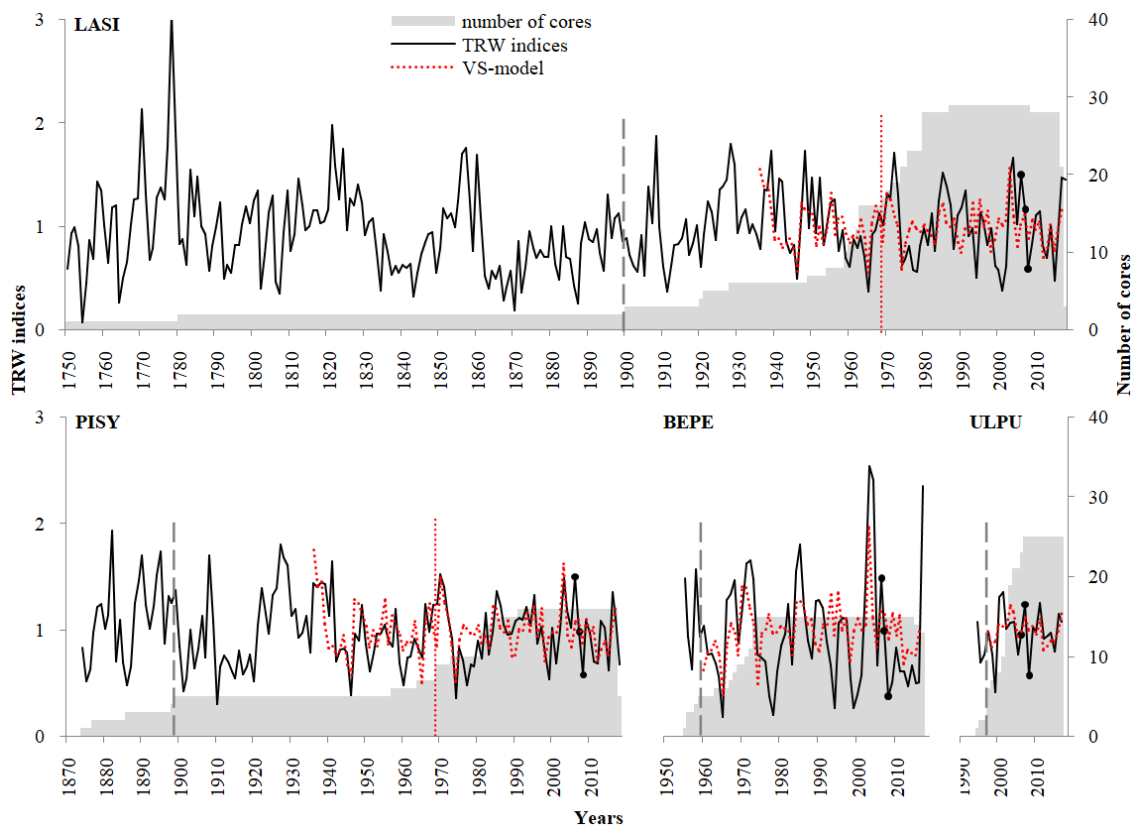 LASI
number of cores
TRW indices
VS-model
3
2
1
0
40
30
20
10
0
1750 1760 1770 1780 1790 1800 1810 1820 1830 1840 1850 1860 1870 1880 1890 1900 1910 1920 1930 1940 1950 1960 1970 1980 1990 2000 2010
TRW indices
Number of cores
PISY
BEPE
ULPU
3
2
1
0
40
30
20
10
0
1870 1880 1890 1900 1910 1920 1930 1940 1950 1960 1970 1980 1990 2000 2010
1950 1960 1970 1980 1990 2000 2010
1990 2000 2010
Years